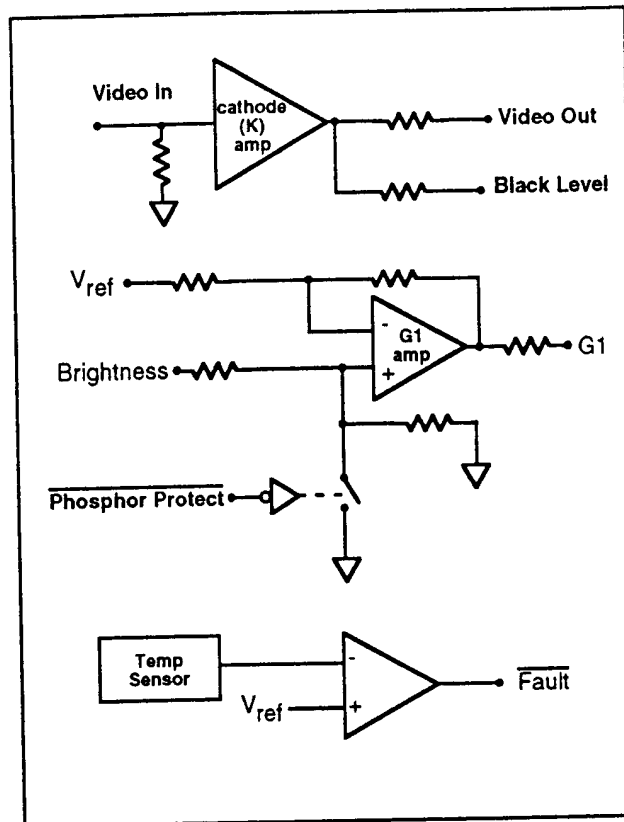 Video In
cathode
(K)
amp
Video Out
Black Level
Vref
-
G1
amp
G1
Brightness
+
Phosphor Protect
Temp
Sensor
-
Vref
+
Fault